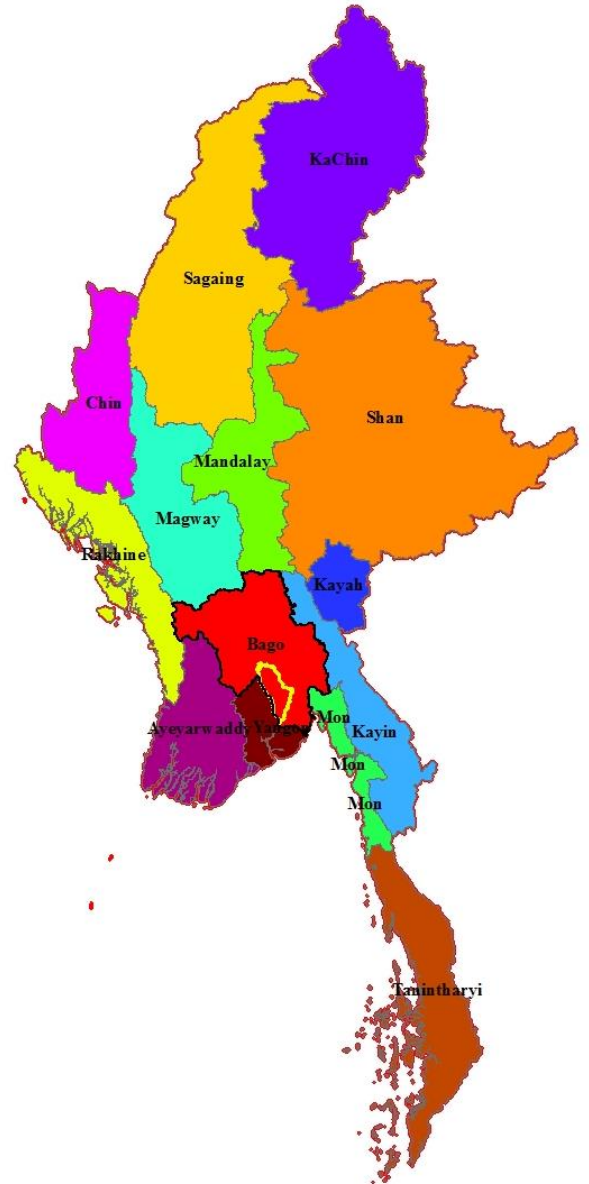 KaChin
Sagaing
Chin
Shan
Mandalay
Magway
Rakhine
Kayah
Bago
Ayeyarwaddy
Yangon
Mon
Kayin
Mon
Mon
Tanintharyi